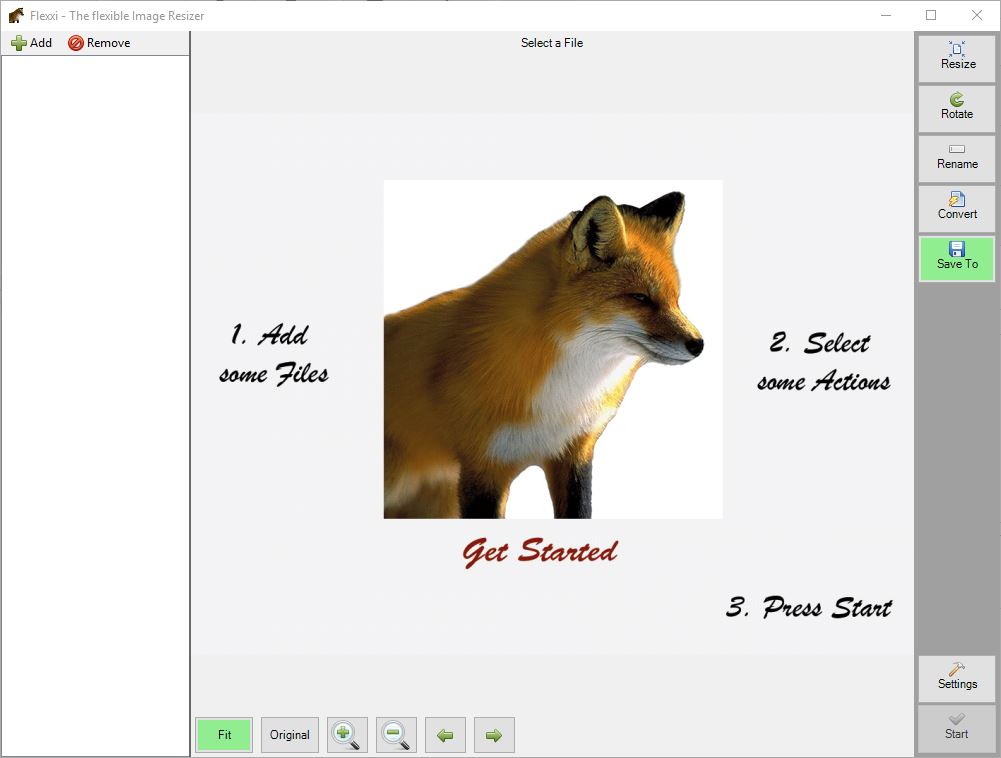 Flexxi - The flexible Image Resizer
Add Remove
Select a File
Resize
Rotate
Rename
Convert
Save To
1. Add
some Files
2. Select
some Actions
Get Started
3. Press Start
Settings
Start
Fit Original